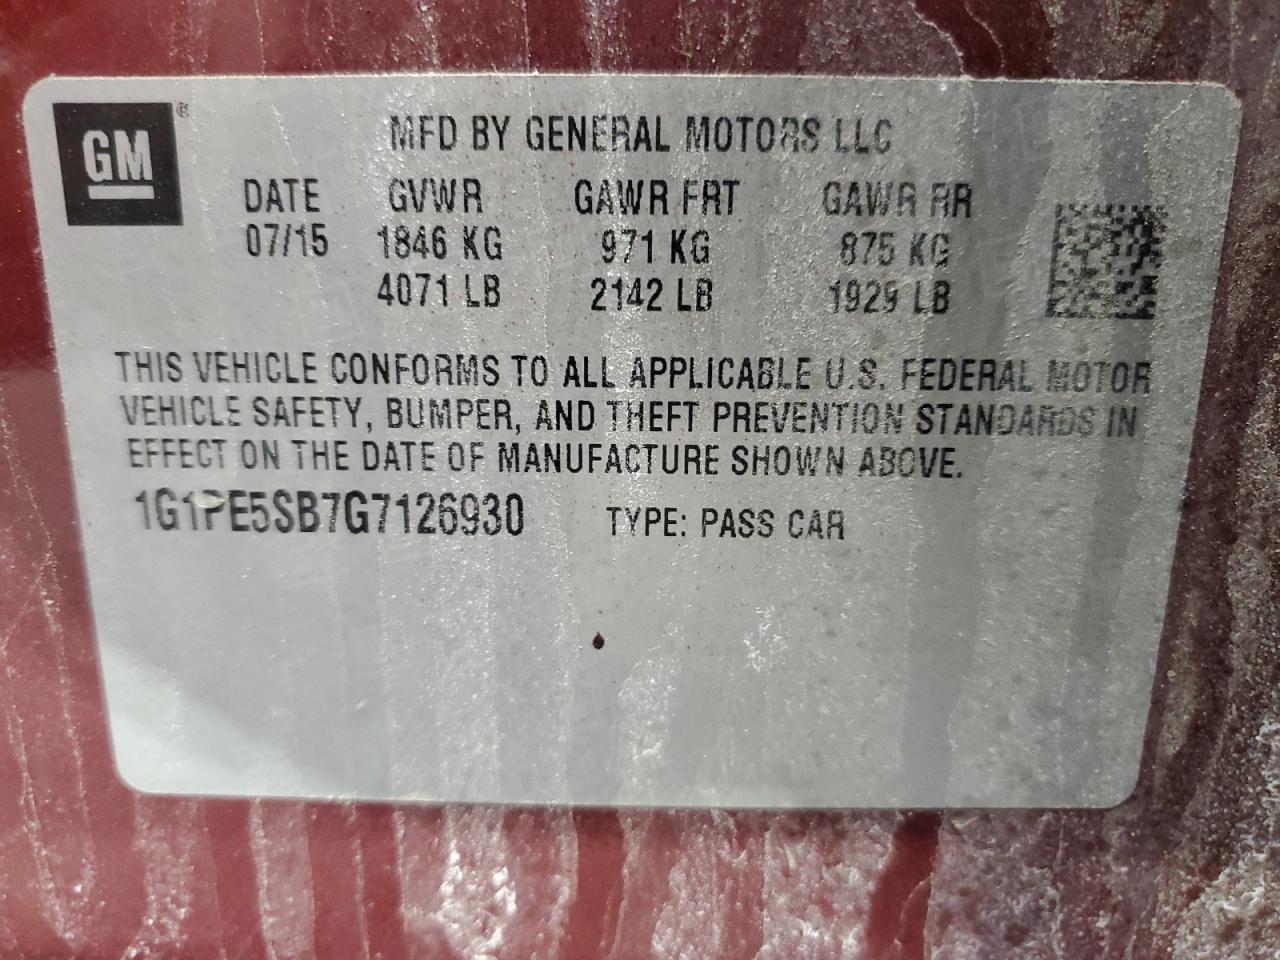 GM ®
MFD BY GENERAL MOTORS LLC
DATE GVWR GAWR FRT GAWR RR
07/15 1846 KG 971 KG 875 KG
4071 LB 2142 LB 1929 LB
THIS VEHICLE CONFORMS TO ALL APPLICABLE U.S. FEDERAL MOTOR
VEHICLE SAFETY, BUMPER, AND THEFT PREVENTION STANDARDS IN
EFFECT ON THE DATE OF MANUFACTURE SHOWN ABOVE.
1G1PE5SB7G7126930 TYPE: PASS CAR